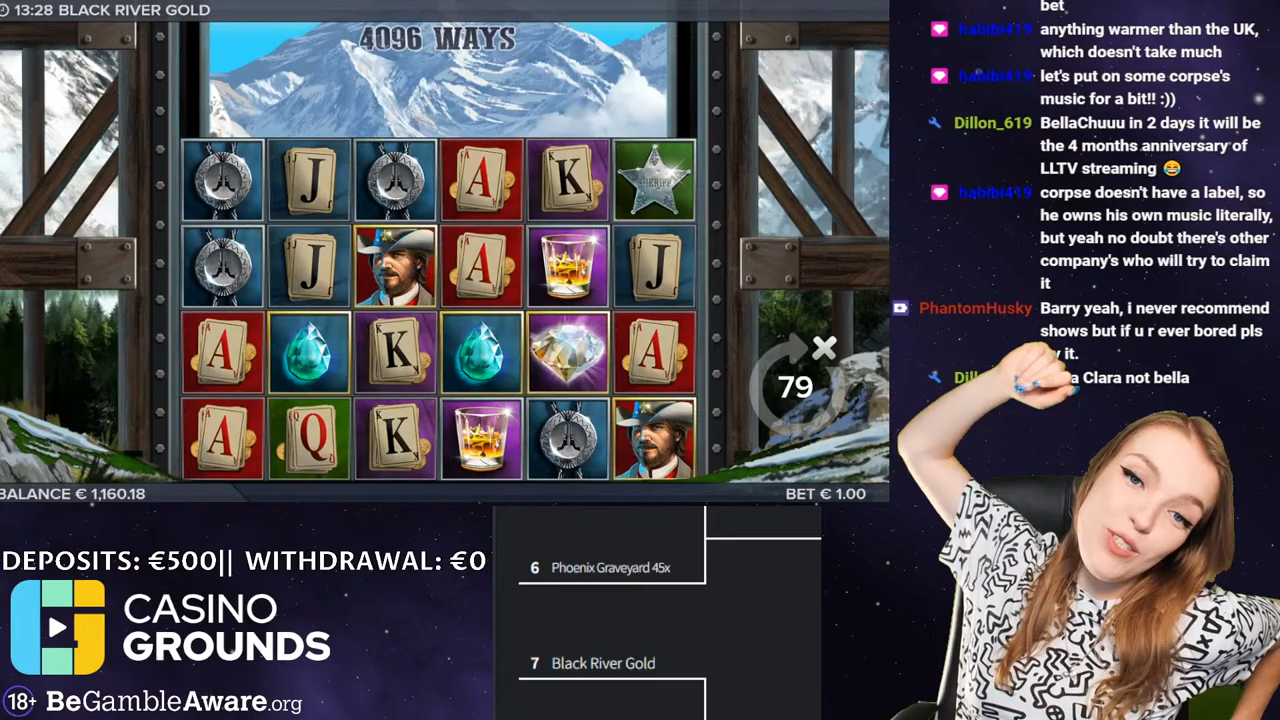 13:28 BLACK RIVER GOLD
4096 WAYS
J
A
K
SHERIFF
J
A
J
A
K
A
A
Q
K
79
BALANCE € 1,160.18
BET € 1.00
bet
habibi419 anything warmer than the UK,
which doesn't take much
habibi419 let's put on some corpse's
music for a bit!! :))
Dillon_619 BellaChuuu in 2 days it will be
the 4 months anniversary of
LLTV streaming 😂
habibi419 corpse doesn't have a label, so
he owns his own music literally,
but yeah no doubt there's other
company's who will try to claim
it
PhantomHusky Barry yeah, i never recommend
shows but if u r ever bored pls
it.
Clara not bella
DEPOSITS: €500|| WITHDRAWAL: €0
CASINO
GROUNDS
18+ BeGambleAware.org
6 Phoenix Graveyard 45x
7 Black River Gold